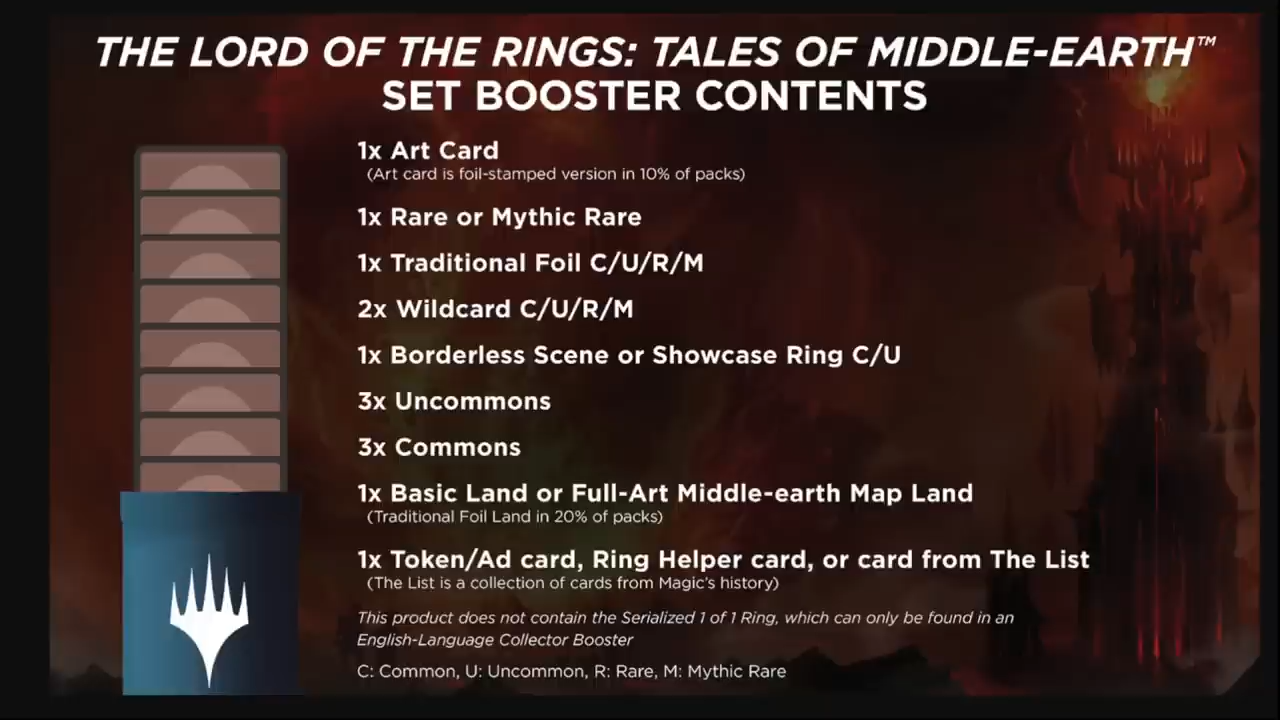 THE LORD OF THE RINGS: TALES OF MIDDLE-EARTH™
SET BOOSTER CONTENTS
1x Art Card
(Art card is foil-stamped version in 10% of packs)
1x Rare or Mythic Rare
1x Traditional Foil C/U/R/M
2x Wildcard C/U/R/M
1x Borderless Scene or Showcase Ring C/U
3x Uncommons
3x Commons
1x Basic Land or Full-Art Middle-earth Map Land
(Traditional Foil Land in 20% of packs)
1x Token/Ad card, Ring Helper card, or card from The List
(The List is a collection of cards from Magic's history)
This product does not contain the Serialized 1 of 1 Ring, which can only be found in an
English-Language Collector Booster
C: Common, U: Uncommon, R: Rare, M: Mythic Rare